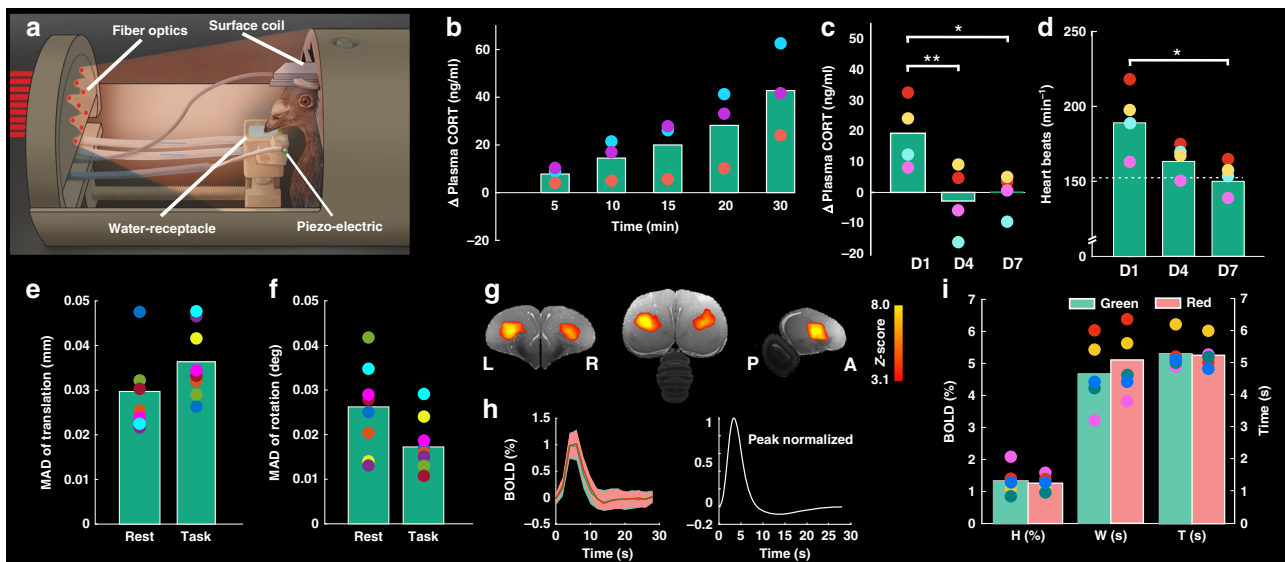 a
Fiber optics
Surface coil
Water-receptacle
Piezo-electric
b
Δ Plasma CORT (ng/ml)
60
40
20
0
–20
5
10
15
20
30
Time (min)
c
Δ Plasma CORT (ng/ml)
50
40
30
20
10
0
–10
–20
*
**
D1
D4
D7
d
Heart beats (min–1)
250
200
150
0
*
D1
D4
D7
e
MAD of translation (mm)
0.05
0.04
0.03
0.02
0.01
0
Rest
Task
f
MAD of rotation (deg)
0.05
0.04
0.03
0.02
0.01
0
Rest
Task
g
L
R
P
A
8.0
Z-score
3.1
h
BOLD (%)
1.5
1
0.5
0
–0.5
0
10
20
30
Time (s)
Peak normalized
1
0
–0.2
0
5
10
15
20
25
30
Time (s)
i
Green
Red
BOLD (%)
7
6
5
4
3
2
1
0
H (%)
W (s)
T (s)
7
6
5
4
3
2
1
0
Time (s)